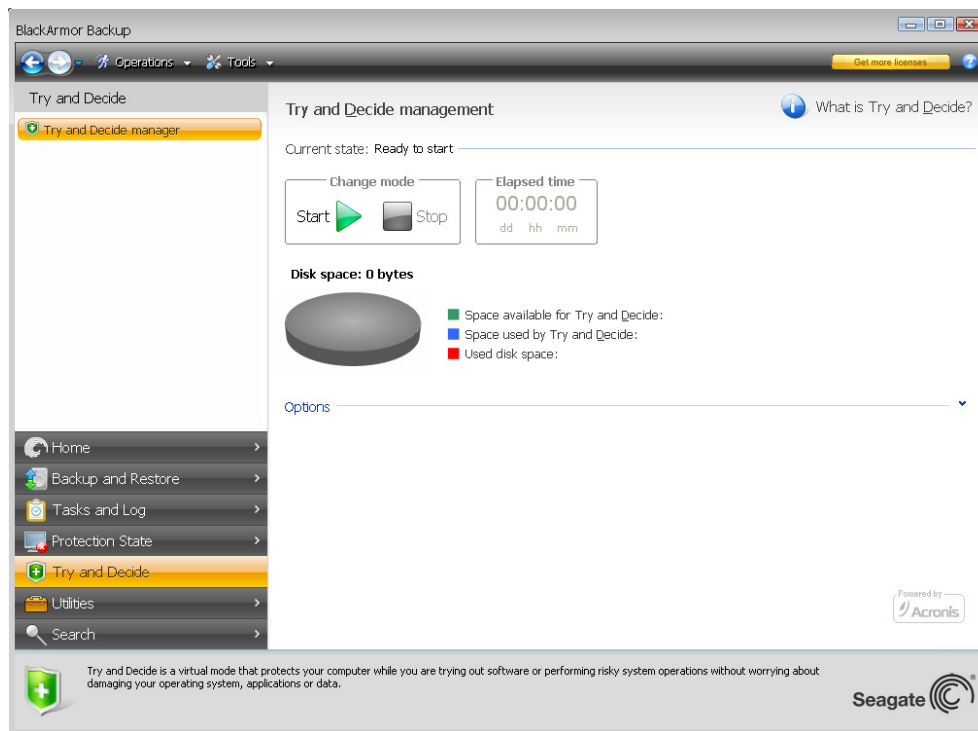 BlackArmor Backup
Operations Tools Get more licenses ?
Try and Decide
Try and Decide manager
Try and Decide management
What is Try and Decide?
Current state: Ready to start
Change mode
Start Stop
Elapsed time
00:00:00
dd hh mm
Disk space: 0 bytes
Space available for Try and Decide:
Space used by Try and Decide:
Used disk space:
Options
Home
Backup and Restore
Tasks and Log
Protection State
Try and Decide
Utilities
Search
Powered by
Acronis
Try and Decide is a virtual mode that protects your computer while you are trying out software or performing risky system operations without worrying about
damaging your operating system, applications or data.
Seagate